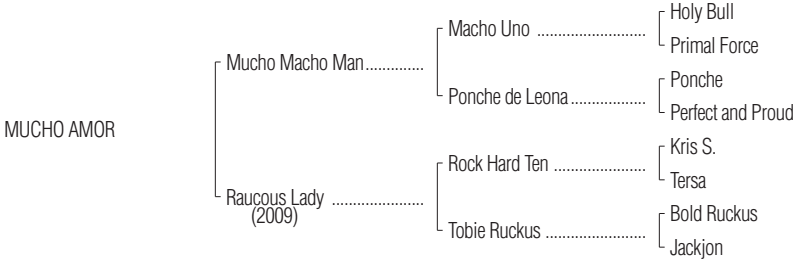 Holy Bull
Macho Uno ..........................
Primal Force
Mucho Macho Man..............
Ponche
Ponche de Leona..................
Perfect and Proud
MUCHO AMOR
Kris S.
Rock Hard Ten ......................
Tersa
Raucous Lady ......................
(2009)
Bold Ruckus
Tobie Ruckus ........................
Jackjon